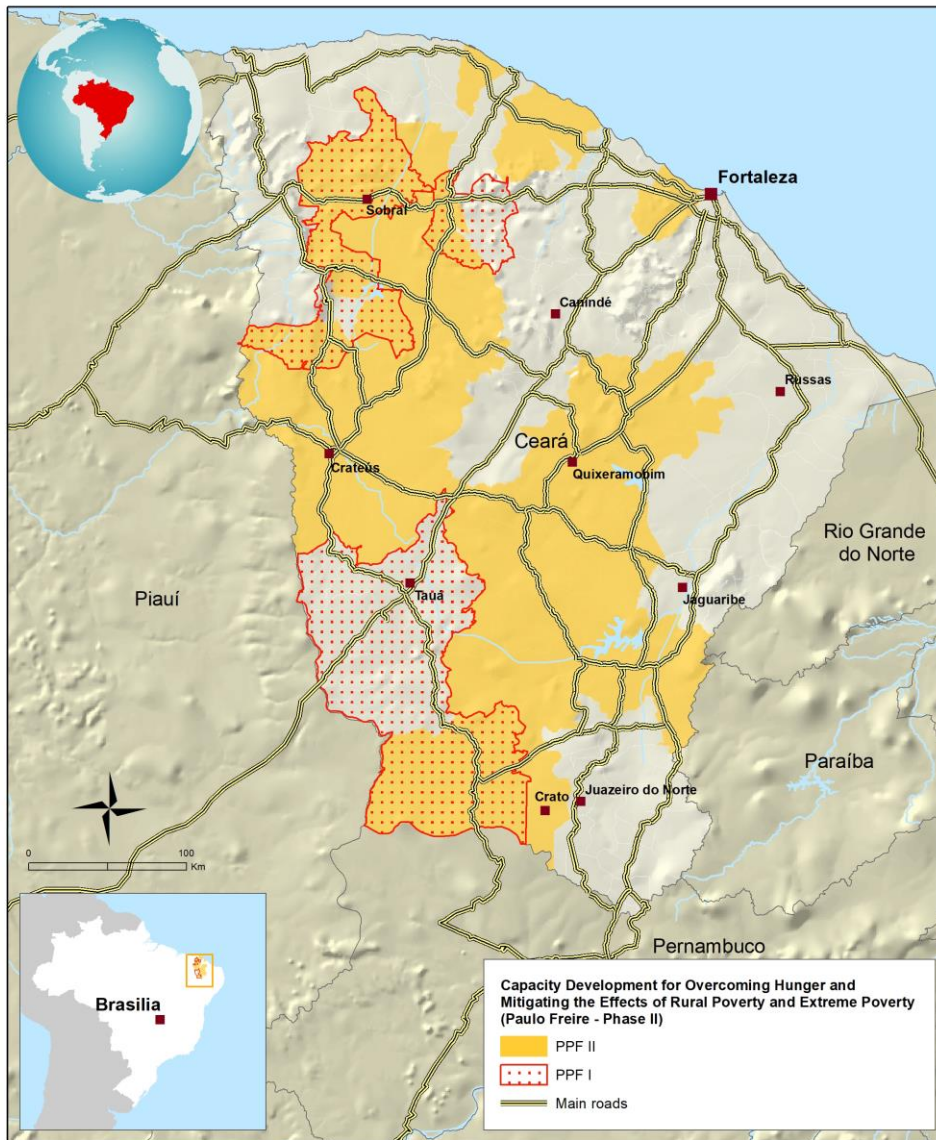 Fortaleza
Sobral
Canindé
Russas
Ceará
Crateús
Quixeramobim
Rio Grande
do Norte
Piauí
Tauá
Jaguaribe
Paraíba
Crato
Juazeiro do Norte
0
100
Km
Pernambuco
Brasilia
Capacity Development for Overcoming Hunger and
Mitigating the Effects of Rural Poverty and Extreme Poverty
(Paulo Freire - Phase II)
PPF II
PPF I
Main roads